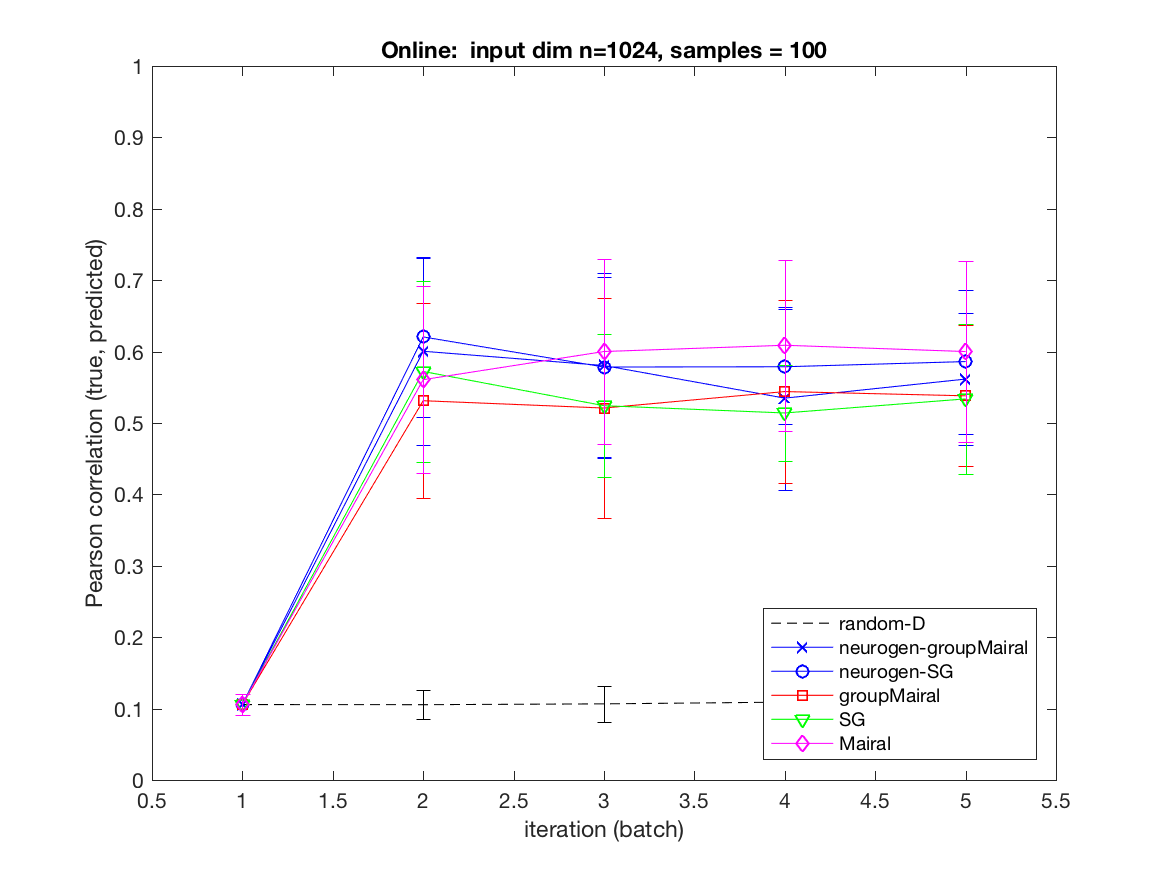 Online:  input dim n=1024, samples = 100
Pearson correlation (true, predicted)
1
0.9
0.8
0.7
0.6
0.5
0.4
0.3
0.2
0.1
0
random-D
neurogen-groupMairal
neurogen-SG
groupMairal
SG
Mairal
0.5 1 1.5 2 2.5 3 3.5 4 4.5 5 5.5
iteration (batch)